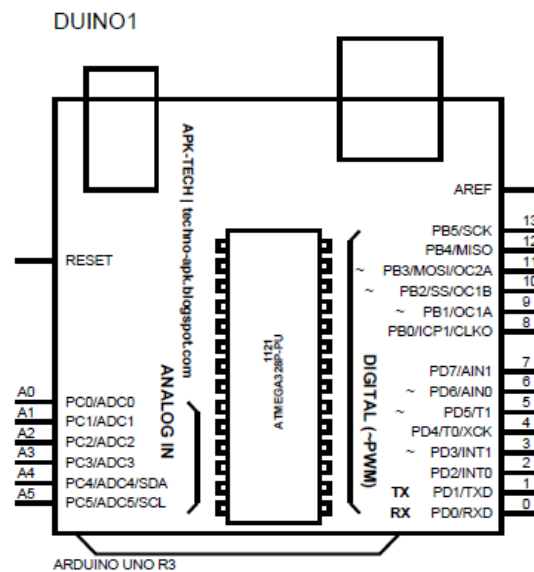 DUINO1
APK-TECH | techno-apk.blogspot.com
AREF
RESET
13 PB5/SCK
12 PB4/MISO
11 ~ PB3/MOSI/OC2A
10 ~ PB2/SS/OC1B
9 ~ PB1/OC1A
8 PB0/ICP1/CLKO
ATMEGA328P-PU
1121
DIGITAL (~PWM)
7 PD7/AIN1
6 ~ PD6/AIN0
5 ~ PD5/T1
4 PD4/T0/XCK
3 ~ PD3/INT1
2 PD2/INT0
1 TX PD1/TXD
0 RX PD0/RXD
ANALOG IN
A0 PC0/ADC0
A1 PC1/ADC1
A2 PC2/ADC2
A3 PC3/ADC3
A4 PC4/ADC4/SDA
A5 PC5/ADC5/SCL
ARDUINO UNO R3